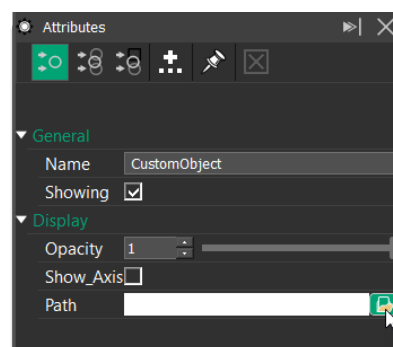 Attributes
General
Name CustomObject
Showing
Display
Opacity 1
Show_Axis
Path